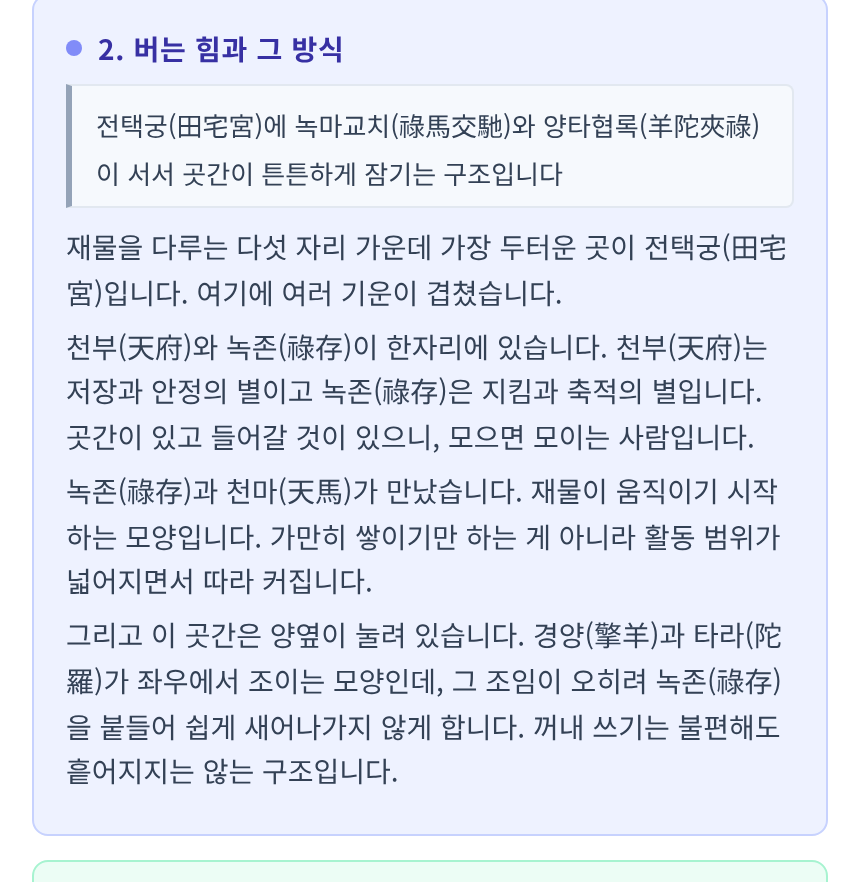 2. 버는 힘과 그 방식
전택궁(田宅宮)에 녹마교치(祿馬交馳)와 양타협록(羊陀夾祿)
이 서서 곳간이 튼튼하게 잠기는 구조입니다
재물을 다루는 다섯 자리 가운데 가장 두터운 곳이 전택궁(田宅
宮)입니다. 여기에 여러 기운이 겹쳤습니다.
천부(天府)와 녹존(祿存)이 한자리에 있습니다. 천부(天府)는
저장과 안정의 별이고 녹존(祿存)은 지킴과 축적의 별입니다.
곳간이 있고 들어갈 것이 있으니, 모으면 모이는 사람입니다.
녹존(祿存)과 천마(天馬)가 만났습니다. 재물이 움직이기 시작
하는 모양입니다. 가만히 쌓이기만 하는 게 아니라 활동 범위가
넓어지면서 따라 커집니다.
그리고 이 곳간은 양옆이 눌려 있습니다. 경양(擎羊)과 타라(陀
羅)가 좌우에서 조이는 모양인데, 그 조임이 오히려 녹존(祿存)
을 붙들어 쉽게 새어나가지 않게 합니다. 꺼내 쓰기는 불편해도
흩어지지는 않는 구조입니다.